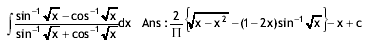 ∫ (sin⁻¹√x − cos⁻¹√x)/(sin⁻¹√x + cos⁻¹√x) dx Ans : 2/Π {√(x − x²) − (1 − 2x) sin⁻¹√x} − x + c